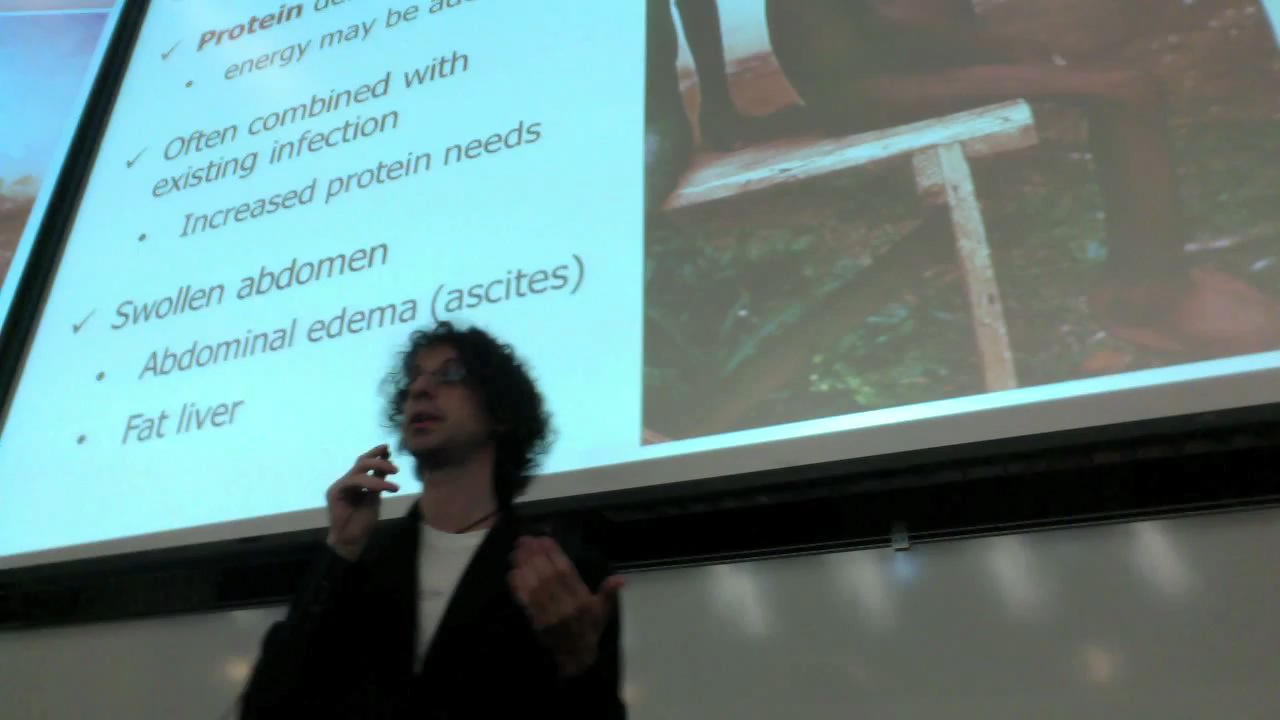 ✓ Protein
• energy may be
✓ Often combined with
existing infection
• Increased protein needs
✓ Swollen abdomen
• Abdominal edema (ascites)
• Fat liver